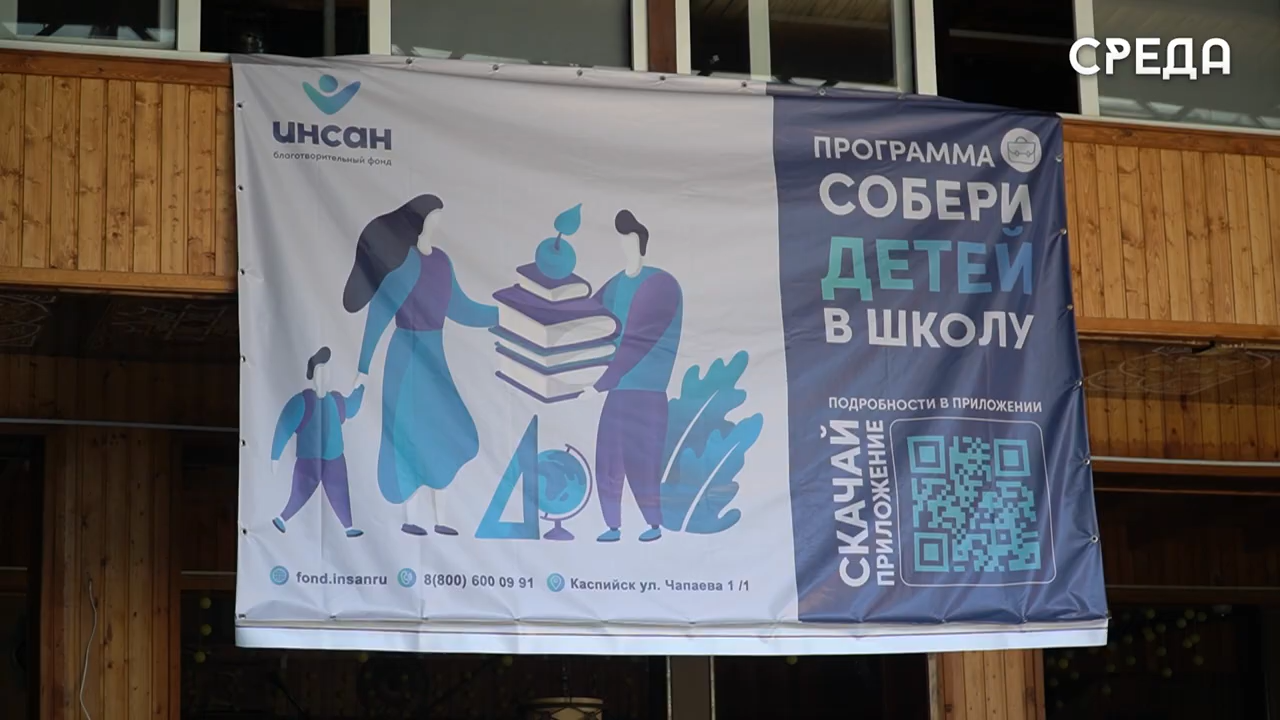 СРЕДА
инсан
благотворительный фонд
ПРОГРАММА
СОБЕРИ
ДЕТЕЙ
В ШКОЛУ
ПОДРОБНОСТИ В ПРИЛОЖЕНИИ
СКАЧАЙ
ПРИЛОЖЕНИЕ
fond.insanru
8(800) 600 09 91
Каспийск ул. Чапаева 1 /1